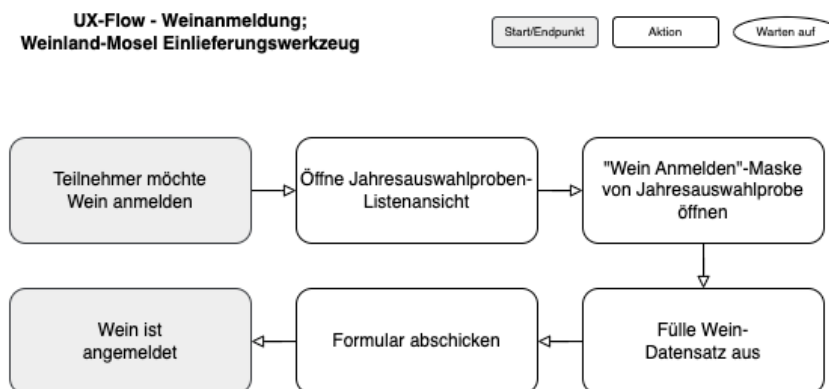 UX-Flow - Weinanmeldung;
Weinland-Mosel Einlieferungswerkzeug
Start/Endpunkt
Aktion
Warten auf
Teilnehmer möchte
Wein anmelden
Öffne Jahresauswahlproben-
Listenansicht
"Wein Anmelden"-Maske
von Jahresauswahlprobe
öffnen
Fülle Wein-
Datensatz aus
Formular abschicken
Wein ist
angemeldet